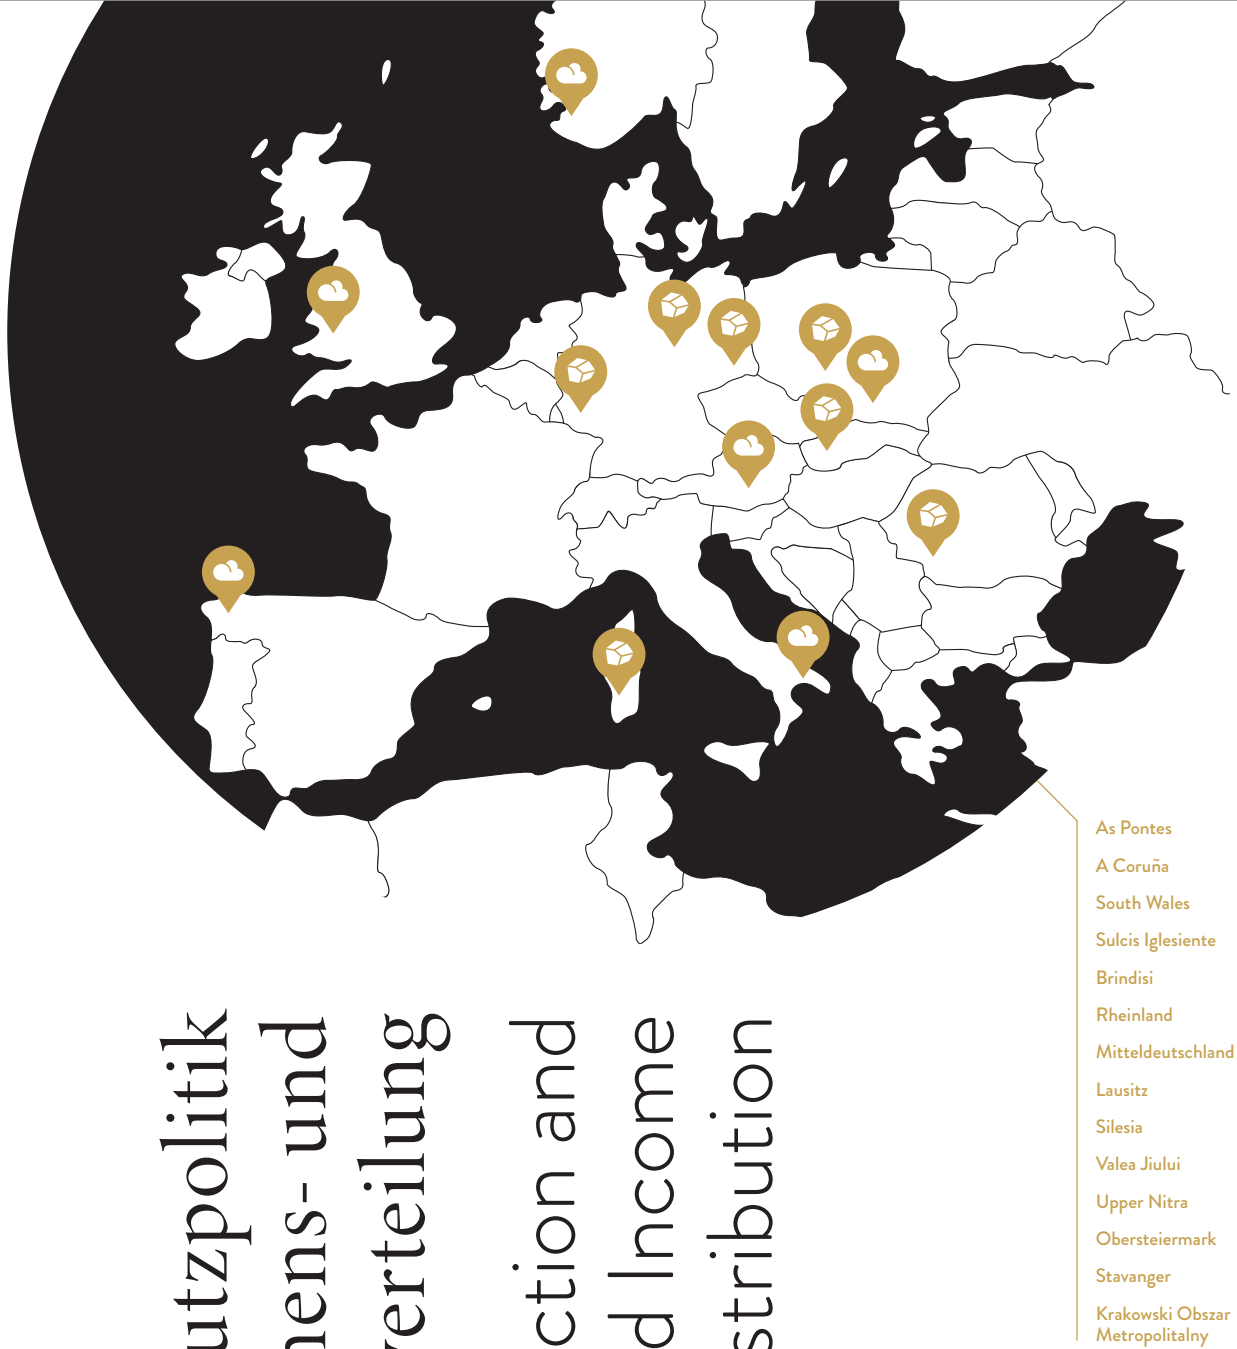 As Pontes
A Coruña
South Wales
Sulcis Iglesiente
Brindisi
Rheinland
Mitteldeutschland
Lausitz
Silesia
Valea Jiului
Upper Nitra
Obersteiermark
Stavanger
Krakowski Obszar
Metropolitalny
utzpolitik
nens- und
verteilung
ction and
d Income
stribution